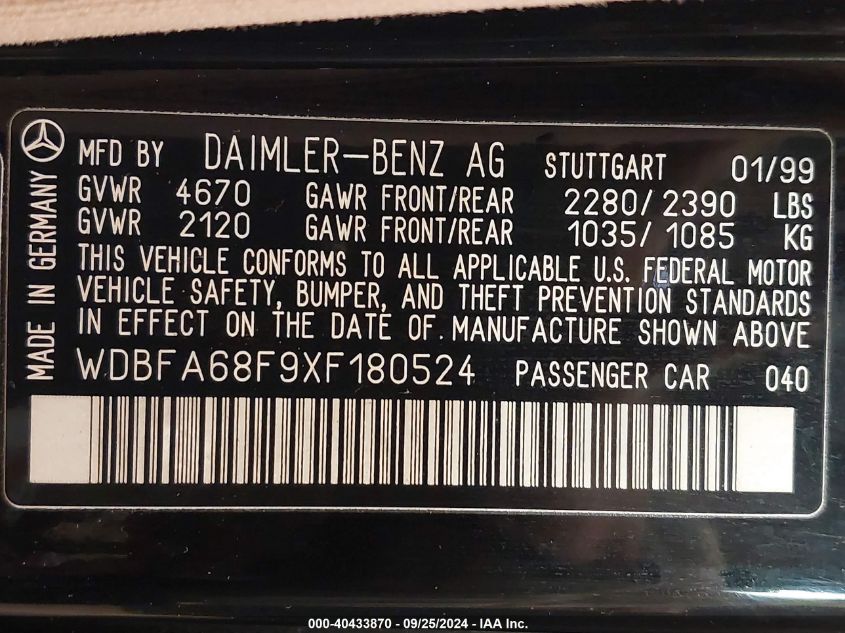 MFD BY DAIMLER-BENZ AG STUTTGART 01/99
GVWR 4670 GAWR FRONT/REAR 2280/2390 LBS
GVWR 2120 GAWR FRONT/REAR 1035/1085 KG
THIS VEHICLE CONFORMS TO ALL APPLICABLE U.S. FEDERAL MOTOR
VEHICLE SAFETY, BUMPER, AND THEFT PREVENTION STANDARDS
IN EFFECT ON THE DATE OF MANUFACTURE SHOWN ABOVE
WDBFA68F9XF180524 PASSENGER CAR 040
MADE IN GERMANY
000-40433870 - 09/25/2024 - IAA Inc.